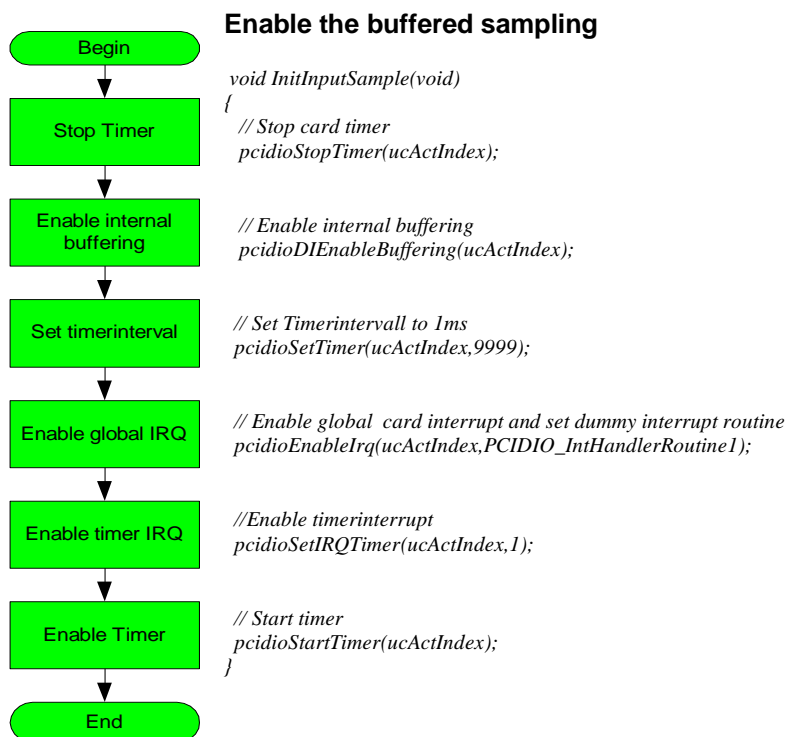 Enable the buffered sampling
Begin
void InitInputSample(void)
{
Stop Timer
// Stop card timer
pcidioStopTimer(ucActIndex);
Enable internal
buffering
// Enable internal buffering
pcidioDIEnableBuffering(ucActIndex);
Set timerinterval
// Set Timerintervall to 1ms
pcidioSetTimer(ucActIndex,9999);
Enable global IRQ
// Enable global  card interrupt and set dummy interrupt routine
pcidioEnableIrq(ucActIndex,PCIDIO_IntHandlerRoutine1);
Enable timer IRQ
//Enable timerinterrupt
pcidioSetIRQTimer(ucActIndex,1);
Enable Timer
// Start timer
pcidioStartTimer(ucActIndex);
}
End